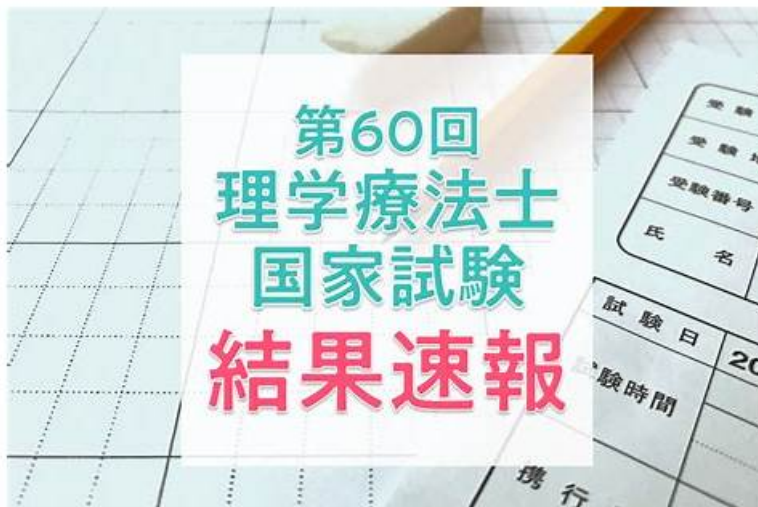 第60回
理学療法士
国家試験
結果速報
受験
受験
受験番号
氏 名
試験日 20
験時間
携行